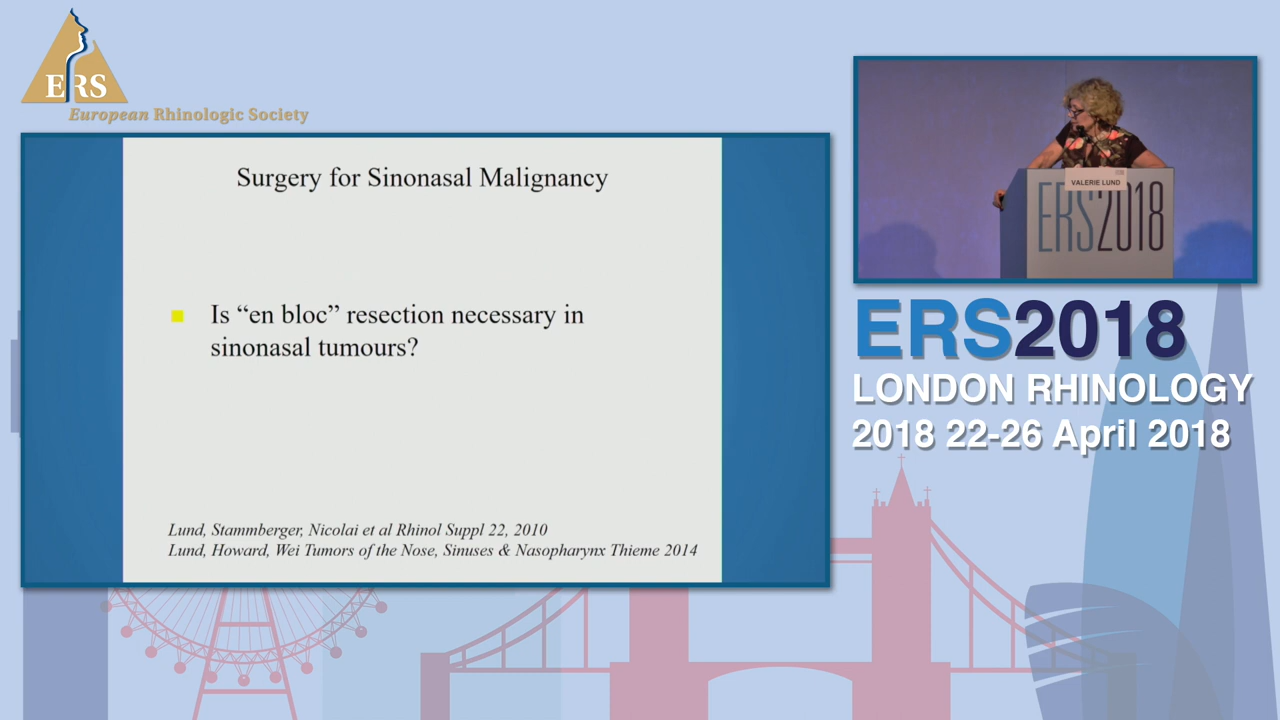 ERS
European Rhinologic Society
Surgery for Sinonasal Malignancy
Is “en bloc” resection necessary in
sinonasal tumours?
Lund, Stammberger, Nicolai et al Rhinol Suppl 22, 2010
Lund, Howard, Wei Tumors of the Nose, Sinuses & Nasopharynx Thieme 2014
VALERIE LUND
ERS2018
ERS2018
LONDON RHINOLOGY
2018 22-26 April 2018